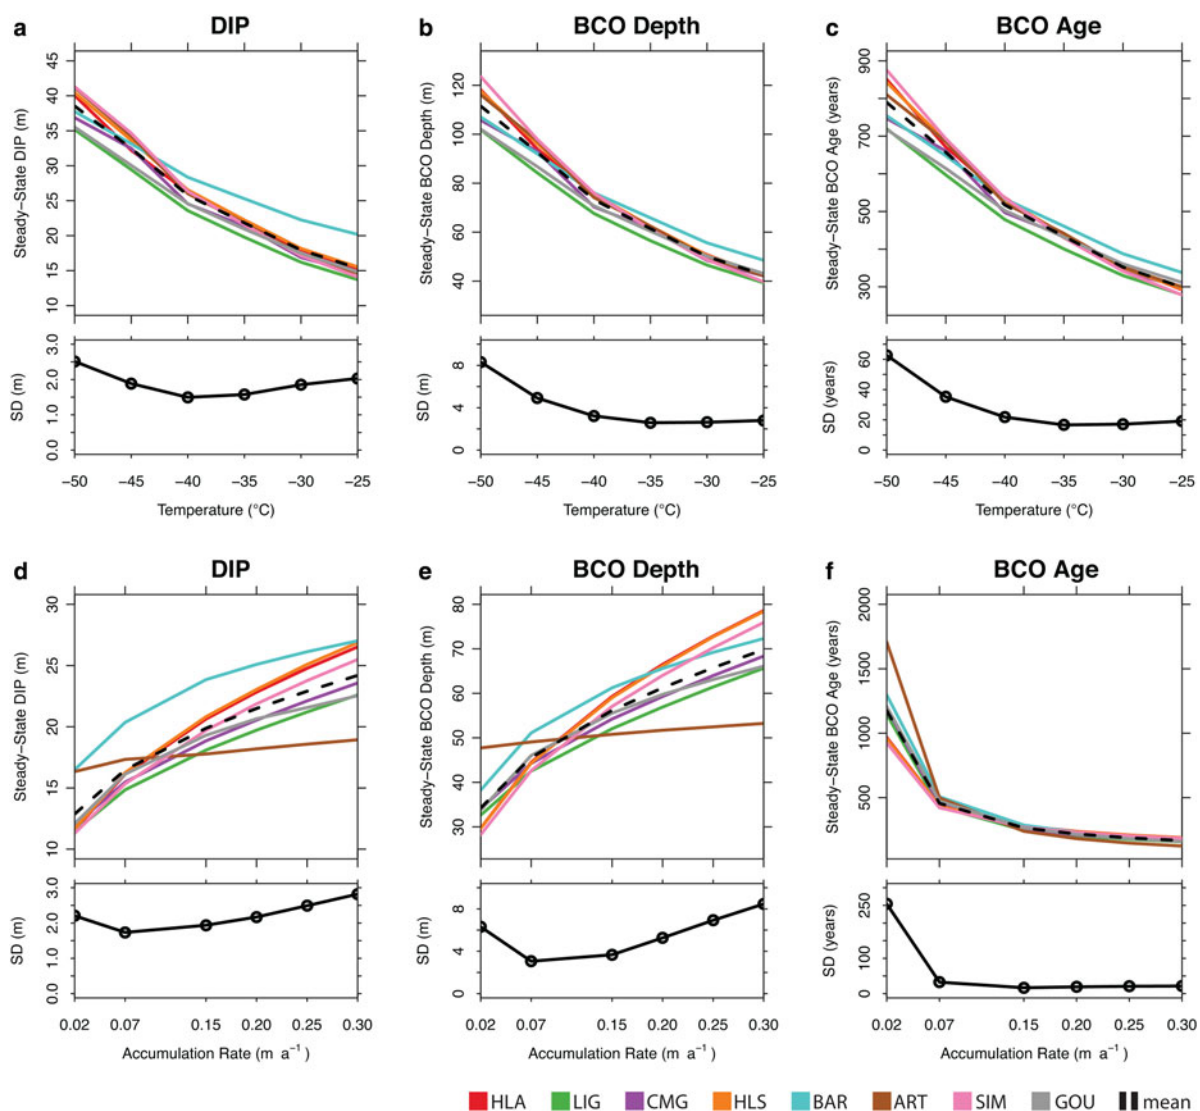 a DIP
b BCO Depth
c BCO Age
Steady-State DIP (m)
45
40
35
30
25
20
15
10
Steady-State BCO Depth (m)
120
100
80
60
40
Steady-State BCO Age (years)
900
700
500
300
SD (m)
3.0
2.0
1.0
0.0
SD (m)
8
4
0
SD (years)
60
40
20
0
−50 −45 −40 −35 −30 −25
−50 −45 −40 −35 −30 −25
−50 −45 −40 −35 −30 −25
Temperature (°C)
Temperature (°C)
Temperature (°C)
d DIP
e BCO Depth
f BCO Age
Steady-State DIP (m)
30
25
20
15
10
Steady-State BCO Depth (m)
80
70
60
50
40
30
Steady-State BCO Age (years)
2000
1500
1000
500
SD (m)
3.0
2.0
1.0
0.0
SD (m)
8
4
0
SD (years)
250
100
0
0.02 0.07 0.15 0.20 0.25 0.30
0.02 0.07 0.15 0.20 0.25 0.30
0.02 0.07 0.15 0.20 0.25 0.30
Accumulation Rate (m a⁻¹)
Accumulation Rate (m a⁻¹)
Accumulation Rate (m a⁻¹)
HLA LIG CMG HLS BAR ART SIM GOU mean